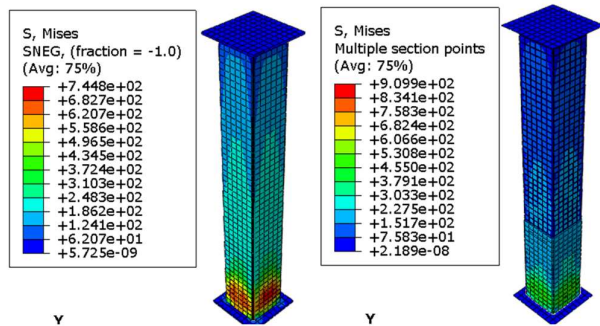 S, Mises
SNEG, (fraction = -1.0)
(Avg: 75%)
+7.448e+02
+6.827e+02
+6.207e+02
+5.586e+02
+4.965e+02
+4.345e+02
+3.724e+02
+3.103e+02
+2.483e+02
+1.862e+02
+1.241e+02
+6.207e+01
+5.725e-09
Y
S, Mises
Multiple section points
(Avg: 75%)
+9.099e+02
+8.341e+02
+7.583e+02
+6.824e+02
+6.066e+02
+5.308e+02
+4.550e+02
+3.791e+02
+3.033e+02
+2.275e+02
+1.517e+02
+7.583e+01
+2.189e-08
Y